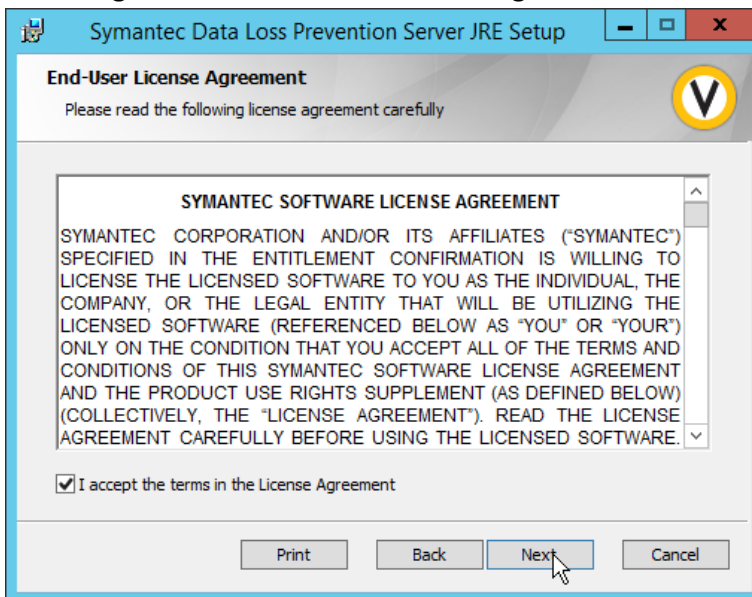 Symantec Data Loss Prevention Server JRE Setup
End-User License Agreement
Please read the following license agreement carefully
SYMANTEC SOFTWARE LICENSE AGREEMENT
SYMANTEC CORPORATION AND/OR ITS AFFILIATES (“SYMANTEC”)
SPECIFIED IN THE ENTITLEMENT CONFIRMATION IS WILLING TO
LICENSE THE LICENSED SOFTWARE TO YOU AS THE INDIVIDUAL, THE
COMPANY, OR THE LEGAL ENTITY THAT WILL BE UTILIZING THE
LICENSED SOFTWARE (REFERENCED BELOW AS “YOU” OR “YOUR”)
ONLY ON THE CONDITION THAT YOU ACCEPT ALL OF THE TERMS AND
CONDITIONS OF THIS SYMANTEC SOFTWARE LICENSE AGREEMENT
AND THE PRODUCT USE RIGHTS SUPPLEMENT (AS DEFINED BELOW)
(COLLECTIVELY, THE “LICENSE AGREEMENT”). READ THE LICENSE
AGREEMENT CAREFULLY BEFORE USING THE LICENSED SOFTWARE.
I accept the terms in the License Agreement
Print Back Next Cancel